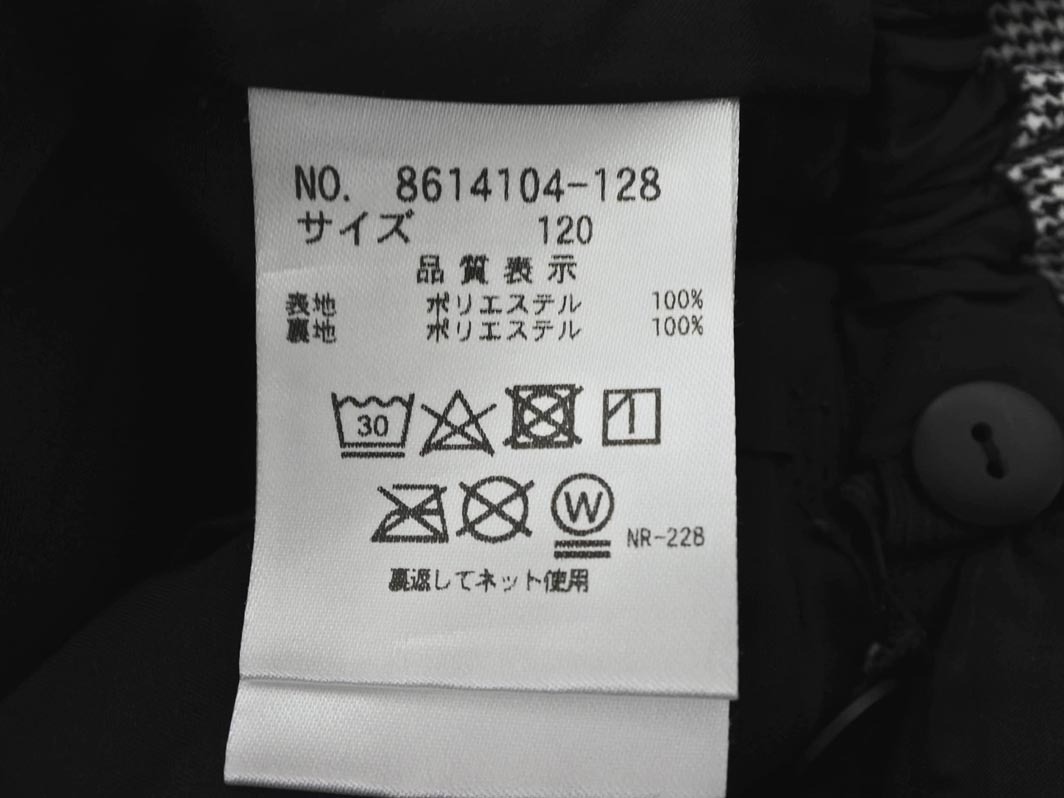 NO. 8614104-128
サイズ 120
品質表示
表地 ポリエステル 100%
裏地 ポリエステル 100%
30
W NR-228
裏返してネット使用